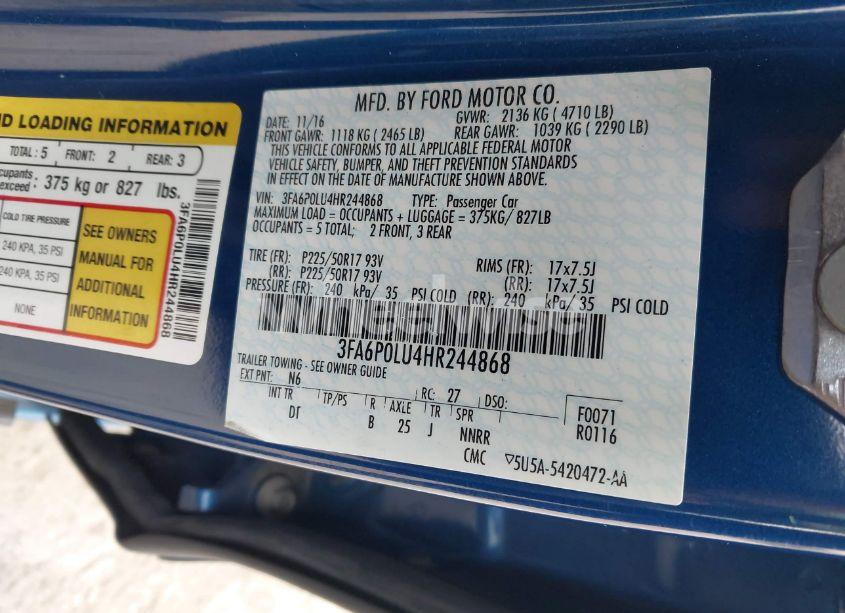 ND LOADING INFORMATION
TOTAL: 5 FRONT: 2 REAR: 3
cupants
exceed: 375 kg or 827 lbs.
COLD TIRE PRESSURE
240 KPA, 35 PSI
240 KPA, 35 PSI
NONE
SEE OWNERS
MANUAL FOR
ADDITIONAL
INFORMATION
3FA6P0LU4HR244868
MFD. BY FORD MOTOR CO.
DATE: 11/16 GVWR: 2136 KG ( 4710 LB)
FRONT GAWR: 1118 KG ( 2465 LB) REAR GAWR: 1039 KG ( 2290 LB)
THIS VEHICLE CONFORMS TO ALL APPLICABLE FEDERAL MOTOR
VEHICLE SAFETY, BUMPER, AND THEFT PREVENTION STANDARDS
IN EFFECT ON THE DATE OF MANUFACTURE SHOWN ABOVE.
VIN: 3FA6P0LU4HR244868 TYPE: Passenger Car
MAXIMUM LOAD = OCCUPANTS + LUGGAGE = 375KG/ 827LB
OCCUPANTS = 5 TOTAL; 2 FRONT, 3 REAR
TIRE (FR): P225/50R17 93V RIMS (FR): 17x7.5J
(RR): P225/50R17 93V (RR): 17x7.5J
PRESSURE (FR): 240 kPa/ 35 PSI COLD (RR): 240 kPa/ 35 PSI COLD
3FA6P0LU4HR244868
TRAILER TOWING - SEE OWNER GUIDE
EXT PNT: N6 RC: 27 DSO:
INT TR TP/PS R AXLE TR SPR F0071
DI B 25 J NNRR R0116
CMC 5U5A-5420472-AA